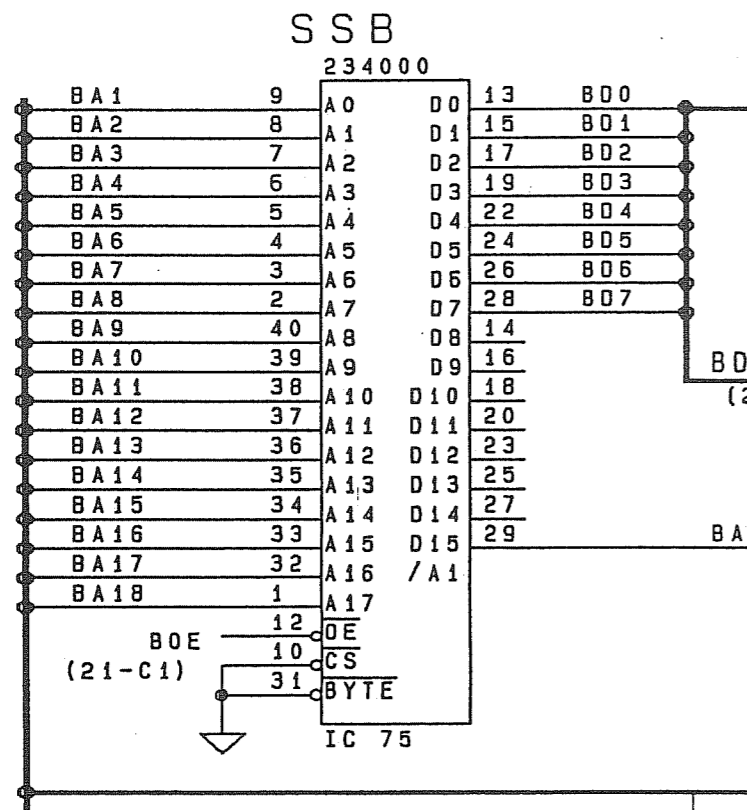 SSB
234000
BA1 9 A0 D0 13 BD0
BA2 8 A1 D1 15 BD1
BA3 7 A2 D2 17 BD2
BA4 6 A3 D3 19 BD3
BA5 5 A4 D4 22 BD4
BA6 4 A5 D5 24 BD5
BA7 3 A6 D6 26 BD6
BA8 2 A7 D7 28 BD7
BA9 40 A8 D8 14
BA10 39 A9 D9 16 BD
BA11 38 A10 D10 18 (2
BA12 37 A11 D11 20
BA13 36 A12 D12 23
BA14 35 A13 D13 25
BA15 34 A14 D14 27
BA16 33 A15 D15 29 BA
BA17 32 A16 /A1
BA18 1 A17
BOE 12 OE
(21-C1) 10 CS
31 BYTE
IC 75